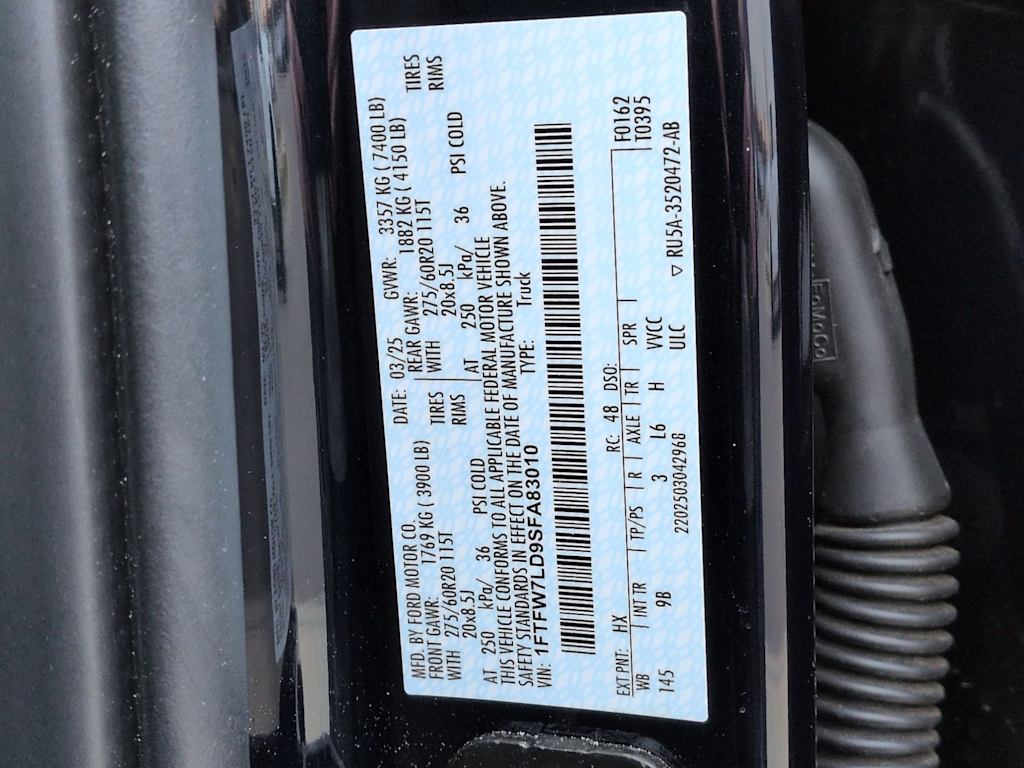 MFD. BY FORD MOTOR CO.
DATE: 03/25 GVWR: 3357 KG ( 7400 LB)
FRONT GAWR: 1769 KG ( 3900 LB)
REAR GAWR: 1882 KG ( 4150 LB)
WITH 275/60R20 115T TIRES
WITH 275/60R20 115T TIRES
20x8.5J RIMS
20x8.5J RIMS
AT 250 kPa/ 36 PSI COLD
AT 250 kPa/ 36 PSI COLD
THIS VEHICLE CONFORMS TO ALL APPLICABLE FEDERAL MOTOR VEHICLE
SAFETY STANDARDS IN EFFECT ON THE DATE OF MANUFACTURE SHOWN ABOVE.
VIN: 1FTFW7LD9SFA83010 TYPE: Truck
EXT PNT: HX RC: 48 DSO: F0162
WB | INT TR | TP/PS | R | AXLE | TR | SPR | T0395
145 9B 3 L6 H VVCC
2202503042968 ULC
▽ RU5A-3520472-AB
FoMoCo